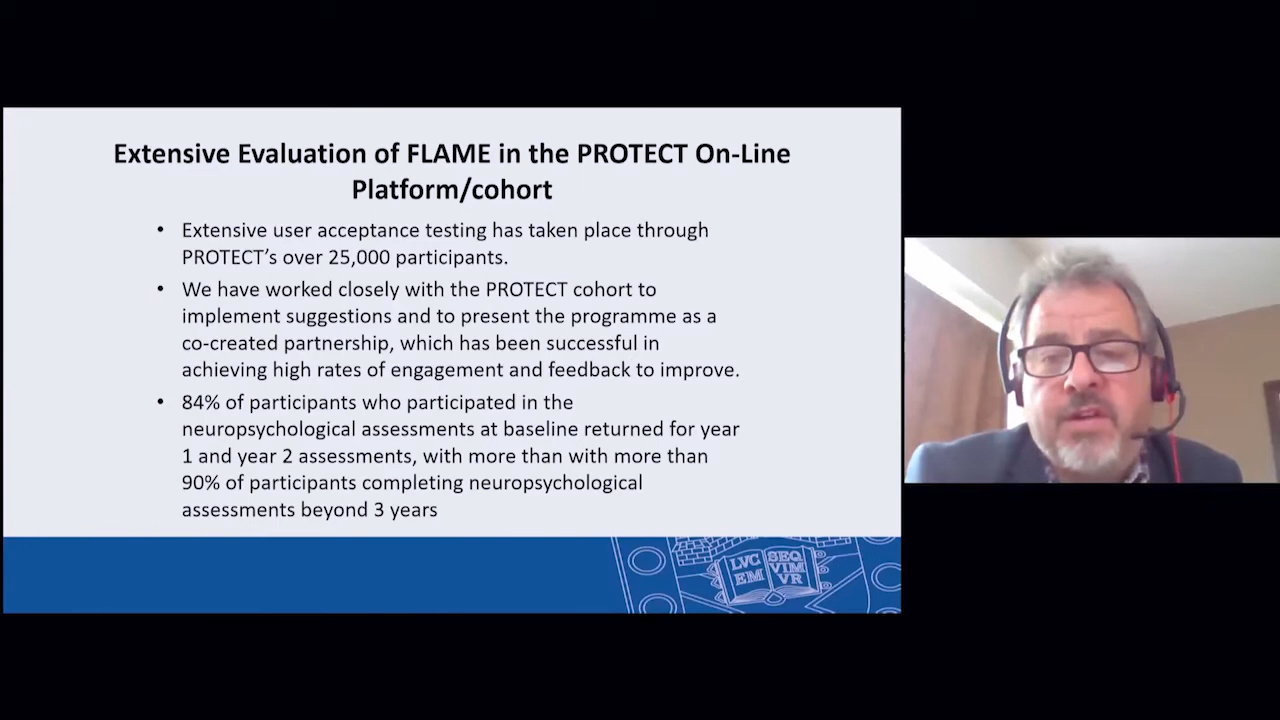 Extensive Evaluation of FLAME in the PROTECT On-Line
Platform/cohort
• Extensive user acceptance testing has taken place through
PROTECT's over 25,000 participants.
• We have worked closely with the PROTECT cohort to
implement suggestions and to present the programme as a
co-created partnership, which has been successful in
achieving high rates of engagement and feedback to improve.
• 84% of participants who participated in the
neuropsychological assessments at baseline returned for year
1 and year 2 assessments, with more than with more than
90% of participants completing neuropsychological
assessments beyond 3 years
LVC
EM
SEQ
VIM
VR